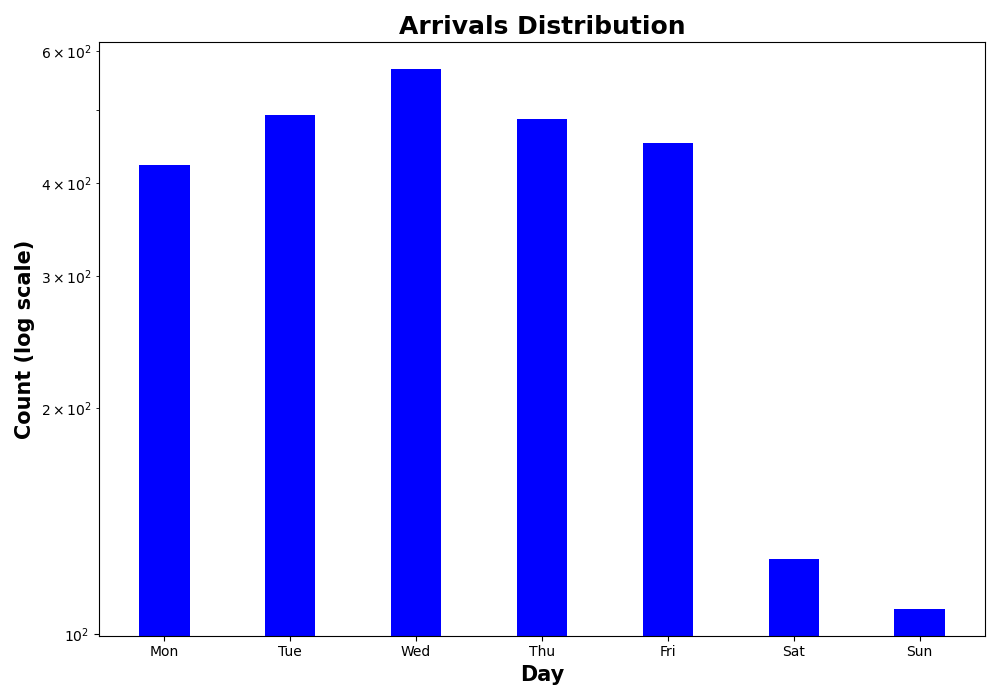 Arrivals Distribution
6 × 10²
4 × 10²
3 × 10²
2 × 10²
10²
Count (log scale)
Mon Tue Wed Thu Fri Sat Sun
Day